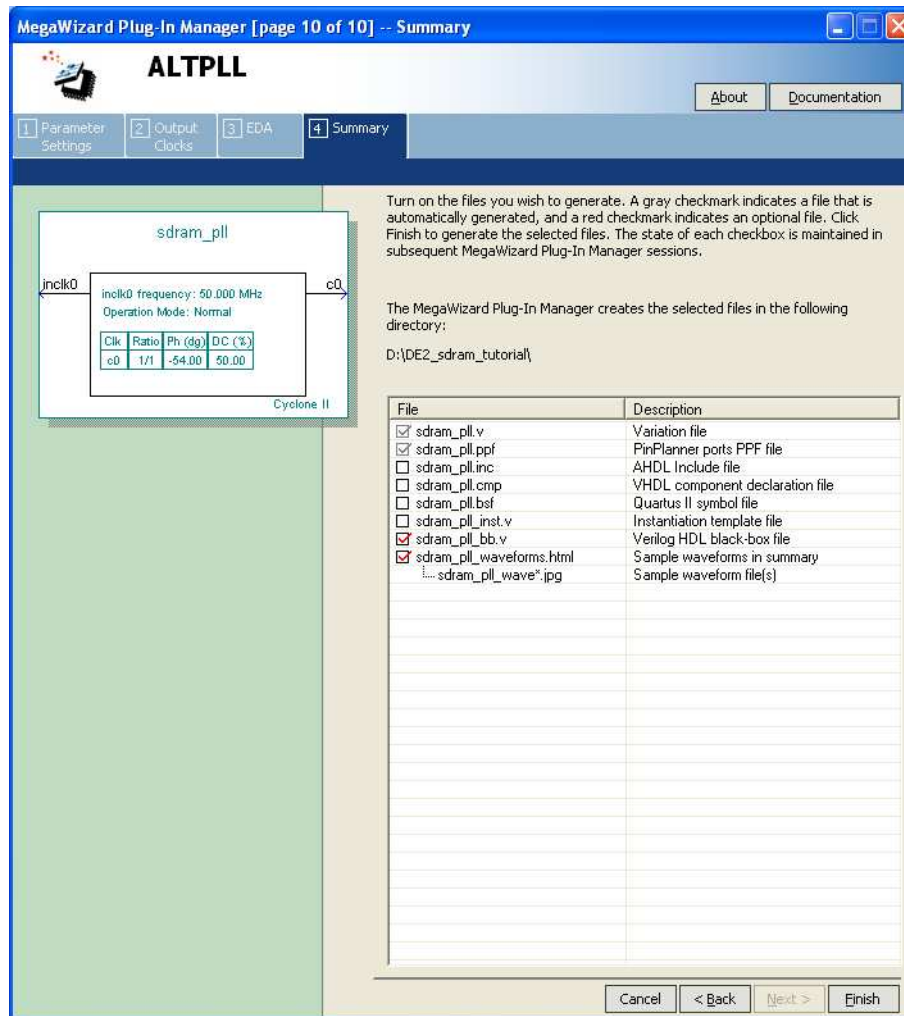 MegaWizard Plug-In Manager [page 10 of 10] -- Summary
ALTPLL
About
Documentation
1 Parameter Settings
2 Output Clocks
3 EDA
4 Summary
sdram_pll
inclk0
c0
inclk0 frequency: 50.000 MHz
Operation Mode: Normal
Clk Ratio Ph (dg) DC (%)
c0 1/1 -54.00 50.00
Cyclone II
Turn on the files you wish to generate. A gray checkmark indicates a file that is
automatically generated, and a red checkmark indicates an optional file. Click
Finish to generate the selected files. The state of each checkbox is maintained in
subsequent MegaWizard Plug-In Manager sessions.
The MegaWizard Plug-In Manager creates the selected files in the following
directory:
D:\DE2_sdram_tutorial\
File Description
sdram_pll.v Variation file
sdram_pll.ppf PinPlanner ports PPF file
sdram_pll.inc AHDL Include file
sdram_pll.cmp VHDL component declaration file
sdram_pll.bsf Quartus II symbol file
sdram_pll_inst.v Instantiation template file
sdram_pll_bb.v Verilog HDL black-box file
sdram_pll_waveforms.html Sample waveforms in summary
sdram_pll_wave*.jpg Sample waveform file(s)
Cancel
< Back
Next >
Finish